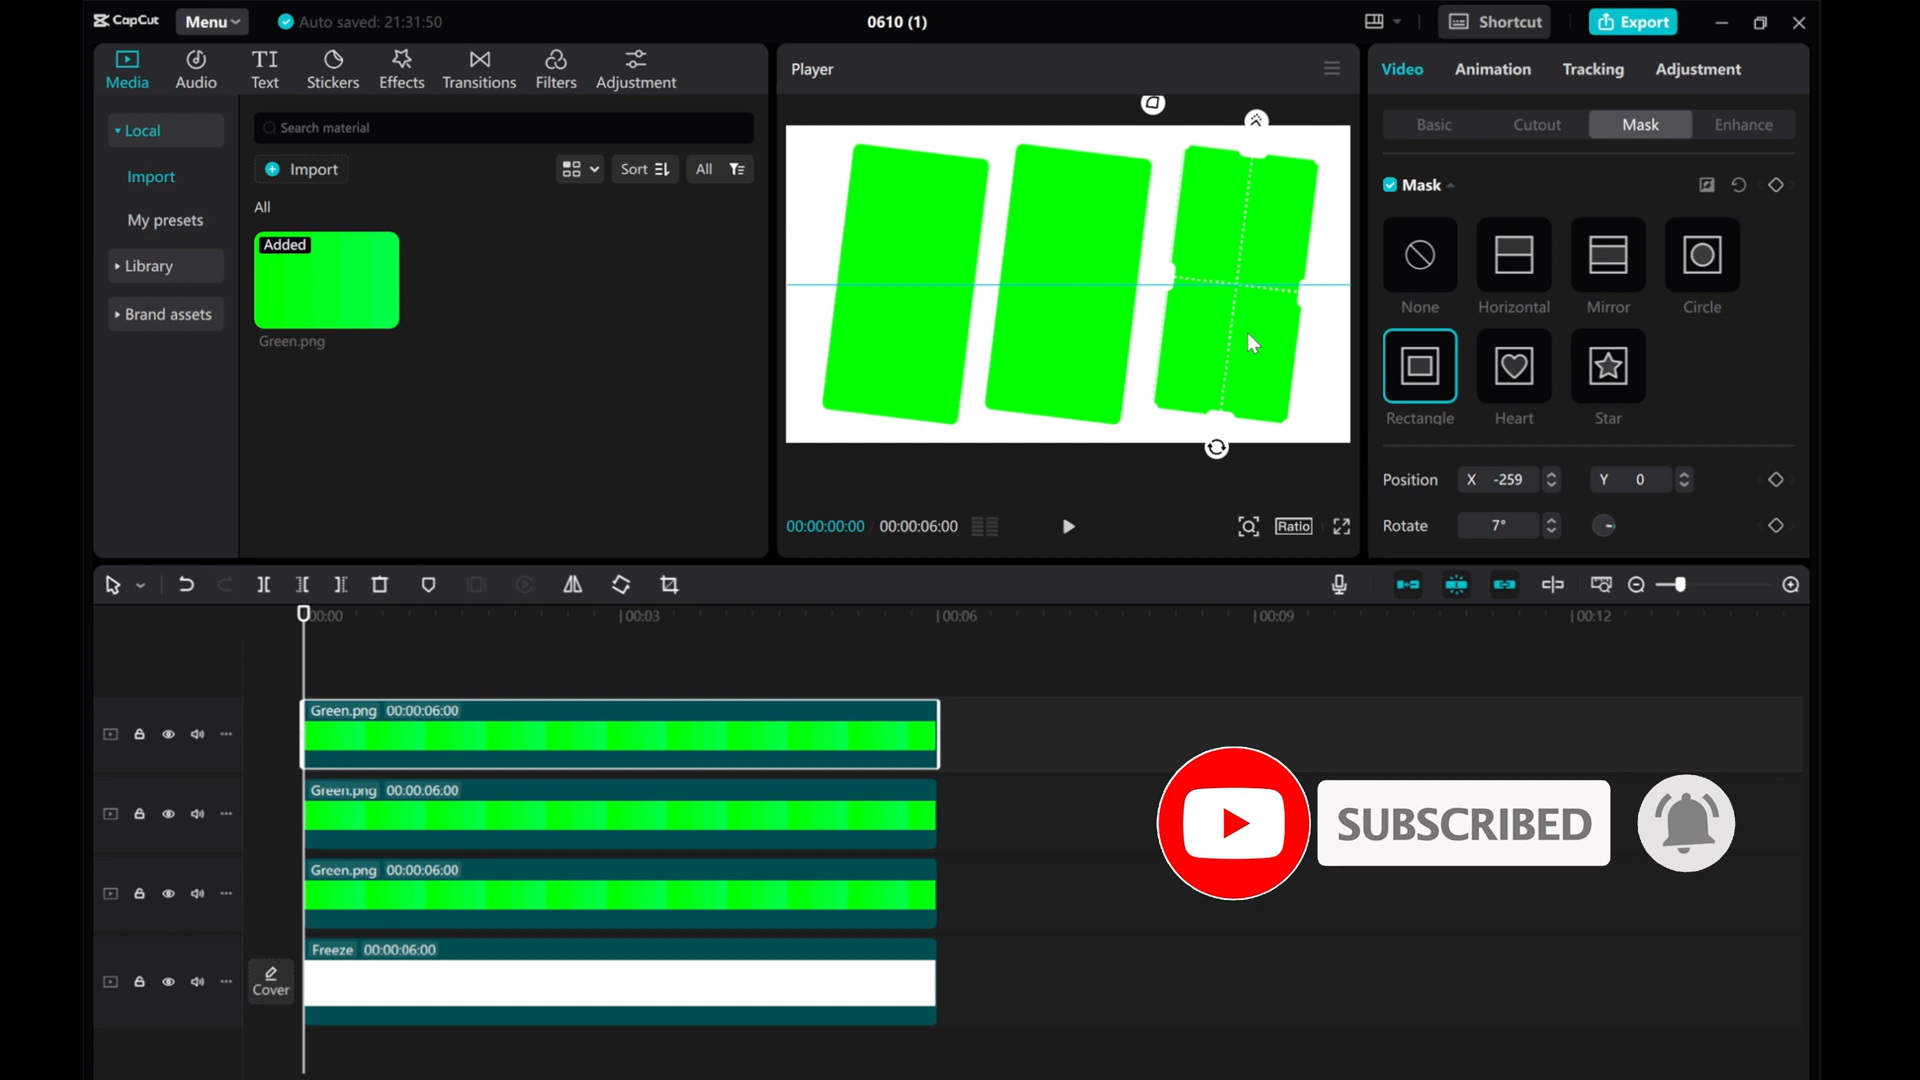 CapCut
Menu
Auto saved: 21:31:50
0610 (1)
Shortcut
Export
Media
Audio
Text
Stickers
Effects
Transitions
Filters
Adjustment
Local
Import
My presets
Library
Brand assets
Search material
Import
Sort
All
All
Added
Green.png
Player
00:00:00:00
00:00:06:00
Ratio
Video
Animation
Tracking
Adjustment
Basic
Cutout
Mask
Enhance
Mask
None
Horizontal
Mirror
Circle
Rectangle
Heart
Star
Position
X -259
Y 0
Rotate
7°
00:00
00:03
00:06
00:09
00:12
Green.png 00:00:06:00
Green.png 00:00:06:00
Green.png 00:00:06:00
Freeze 00:00:06:00
Cover
SUBSCRIBED